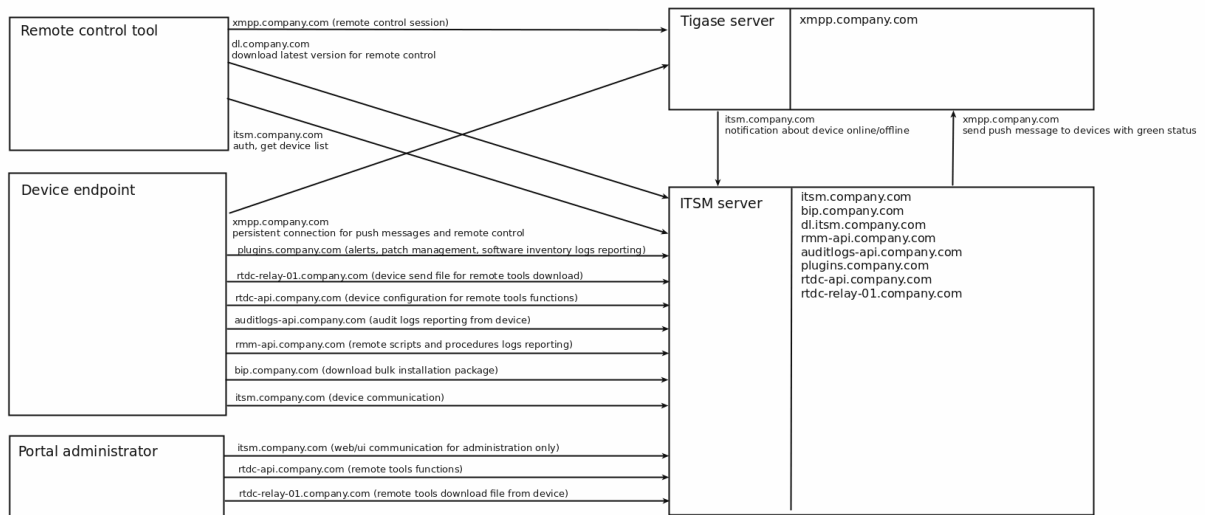 Remote control tool
xmpp.company.com (remote control session)
dl.company.com
download latest version for remote control
itsm.company.com
auth, get device list
Tigase server
xmpp.company.com
itsm.company.com
notification about device online/offline
xmpp.company.com
send push message to devices with green status
Device endpoint
xmpp.company.com
persistent connection for push messages and remote control
plugins.company.com (alerts, patch management, software inventory logs reporting)
rtdc-relay-01.company.com (device send file for remote tools download)
rtdc-api.company.com (device configuration for remote tools functions)
auditlogs-api.company.com (audit logs reporting from device)
rmm-api.company.com (remote scripts and procedures logs reporting)
bip.company.com (download bulk installation package)
itsm.company.com (device communication)
ITSM server
itsm.company.com
bip.company.com
dl.itsm.company.com
rmm-api.company.com
auditlogs-api.company.com
plugins.company.com
rtdc-api.company.com
rtdc-relay-01.company.com
Portal administrator
itsm.company.com (web/ui communication for administration only)
rtdc-api.company.com (remote tools functions)
rtdc-relay-01.company.com (remote tools download file from device)